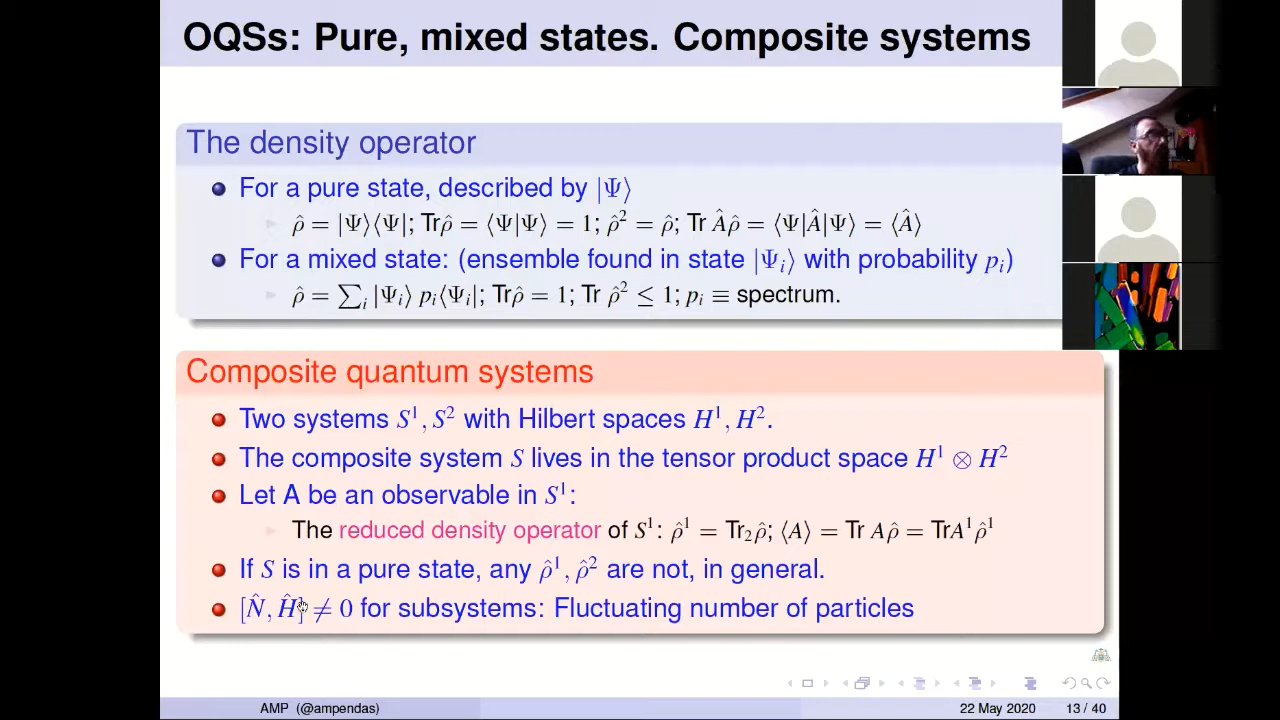 OQSs: Pure, mixed states. Composite systems
The density operator
For a pure state, described by |Ψ⟩
ρ̂ = |Ψ⟩⟨Ψ|; Trρ̂ = ⟨Ψ|Ψ⟩ = 1; ρ̂² = ρ̂; Tr Âρ̂ = ⟨Ψ|Â|Ψ⟩ = ⟨Â⟩
For a mixed state: (ensemble found in state |Ψᵢ⟩ with probability pᵢ)
ρ̂ = ∑ᵢ |Ψᵢ⟩ pᵢ⟨Ψᵢ|; Trρ̂ = 1; Tr ρ̂² ≤ 1; pᵢ ≡ spectrum.
Composite quantum systems
Two systems S¹, S² with Hilbert spaces H¹, H².
The composite system S lives in the tensor product space H¹ ⊗ H²
Let A be an observable in S¹:
The reduced density operator of S¹: ρ̂¹ = Tr₂ρ̂; ⟨A⟩ = Tr Aρ̂ = TrA¹ρ̂¹
If S is in a pure state, any ρ̂¹, ρ̂² are not, in general.
[N̂, Ĥ] ≠ 0 for subsystems: Fluctuating number of particles
AMP (@ampendas) 22 May 2020 13 / 40